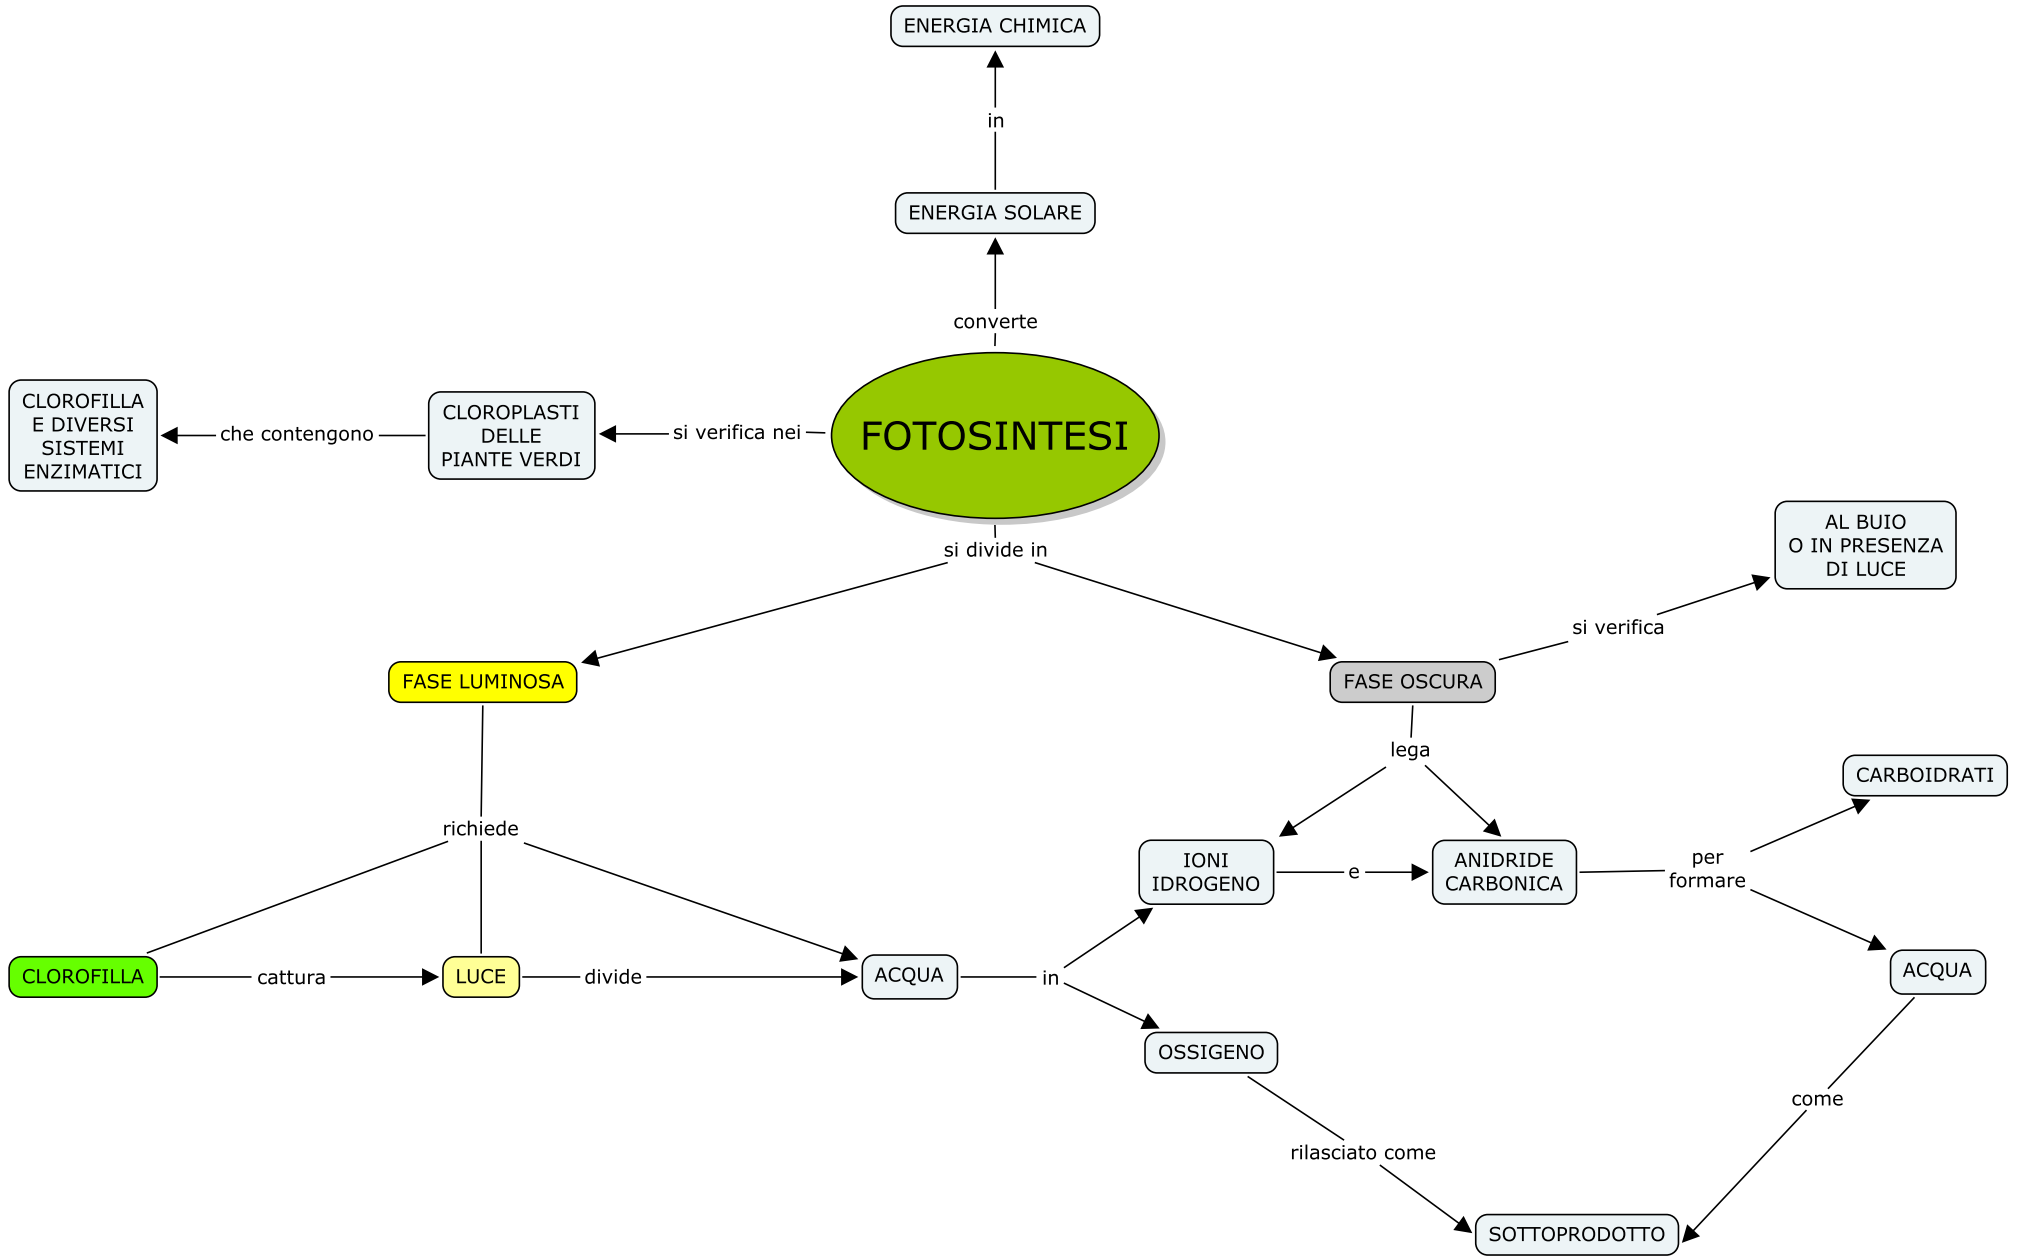 ENERGIA CHIMICA
in
ENERGIA SOLARE
converte
CLOROFILLA
E DIVERSI
SISTEMI
ENZIMATICI
che contengono
CLOROPLASTI
DELLE
PIANTE VERDI
si verifica nei
FOTOSINTESI
si divide in
AL BUIO
O IN PRESENZA
DI LUCE
si verifica
FASE LUMINOSA
FASE OSCURA
lega
richiede
CARBOIDRATI
IONI
IDROGENO
e
ANIDRIDE
CARBONICA
per
formare
CLOROFILLA
cattura
LUCE
divide
ACQUA
in
ACQUA
OSSIGENO
come
rilasciato come
SOTTOPRODOTTO